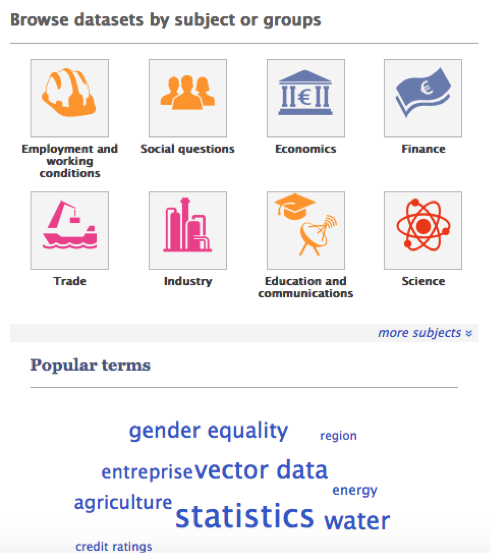 Browse datasets by subject or groups
Employment and
working
conditions
Social questions
Economics
Finance
Trade
Industry
Education and
communications
Science
more subjects
Popular terms
gender equality
region
entreprise
vector data
energy
agriculture
statistics
water
credit ratings